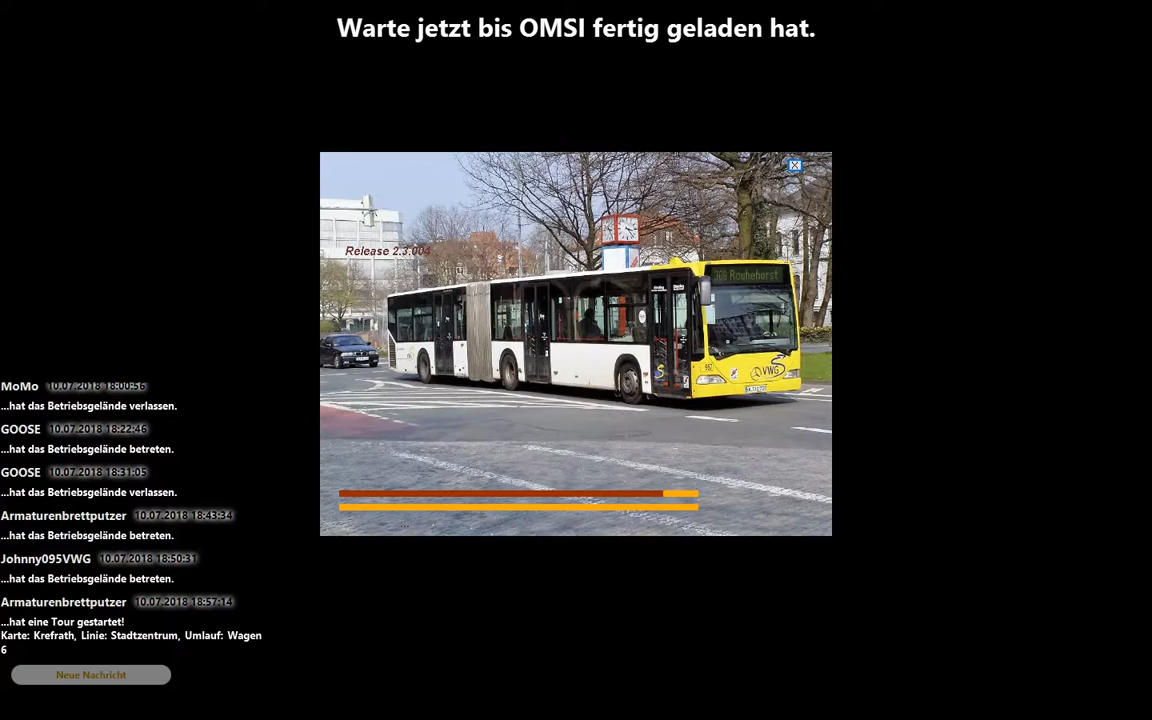 Warte jetzt bis OMSI fertig geladen hat.
Release 2.3.004
308 Rauhehorst
957
VWG
MoMo 10.07.2018 18:00:56
...hat das Betriebsgelände verlassen.
GOOSE 10.07.2018 18:22:46
...hat das Betriebsgelände betreten.
GOOSE 10.07.2018 18:31:05
...hat das Betriebsgelände verlassen.
Armaturenbrettputzer 10.07.2018 18:43:34
...hat das Betriebsgelände betreten.
Johnny095VWG 10.07.2018 18:50:31
...hat das Betriebsgelände betreten.
Armaturenbrettputzer 10.07.2018 18:57:14
...hat eine Tour gestartet!
Karte: Krefrath, Linie: Stadtzentrum, Umlauf: Wagen
6
Neue Nachricht
...